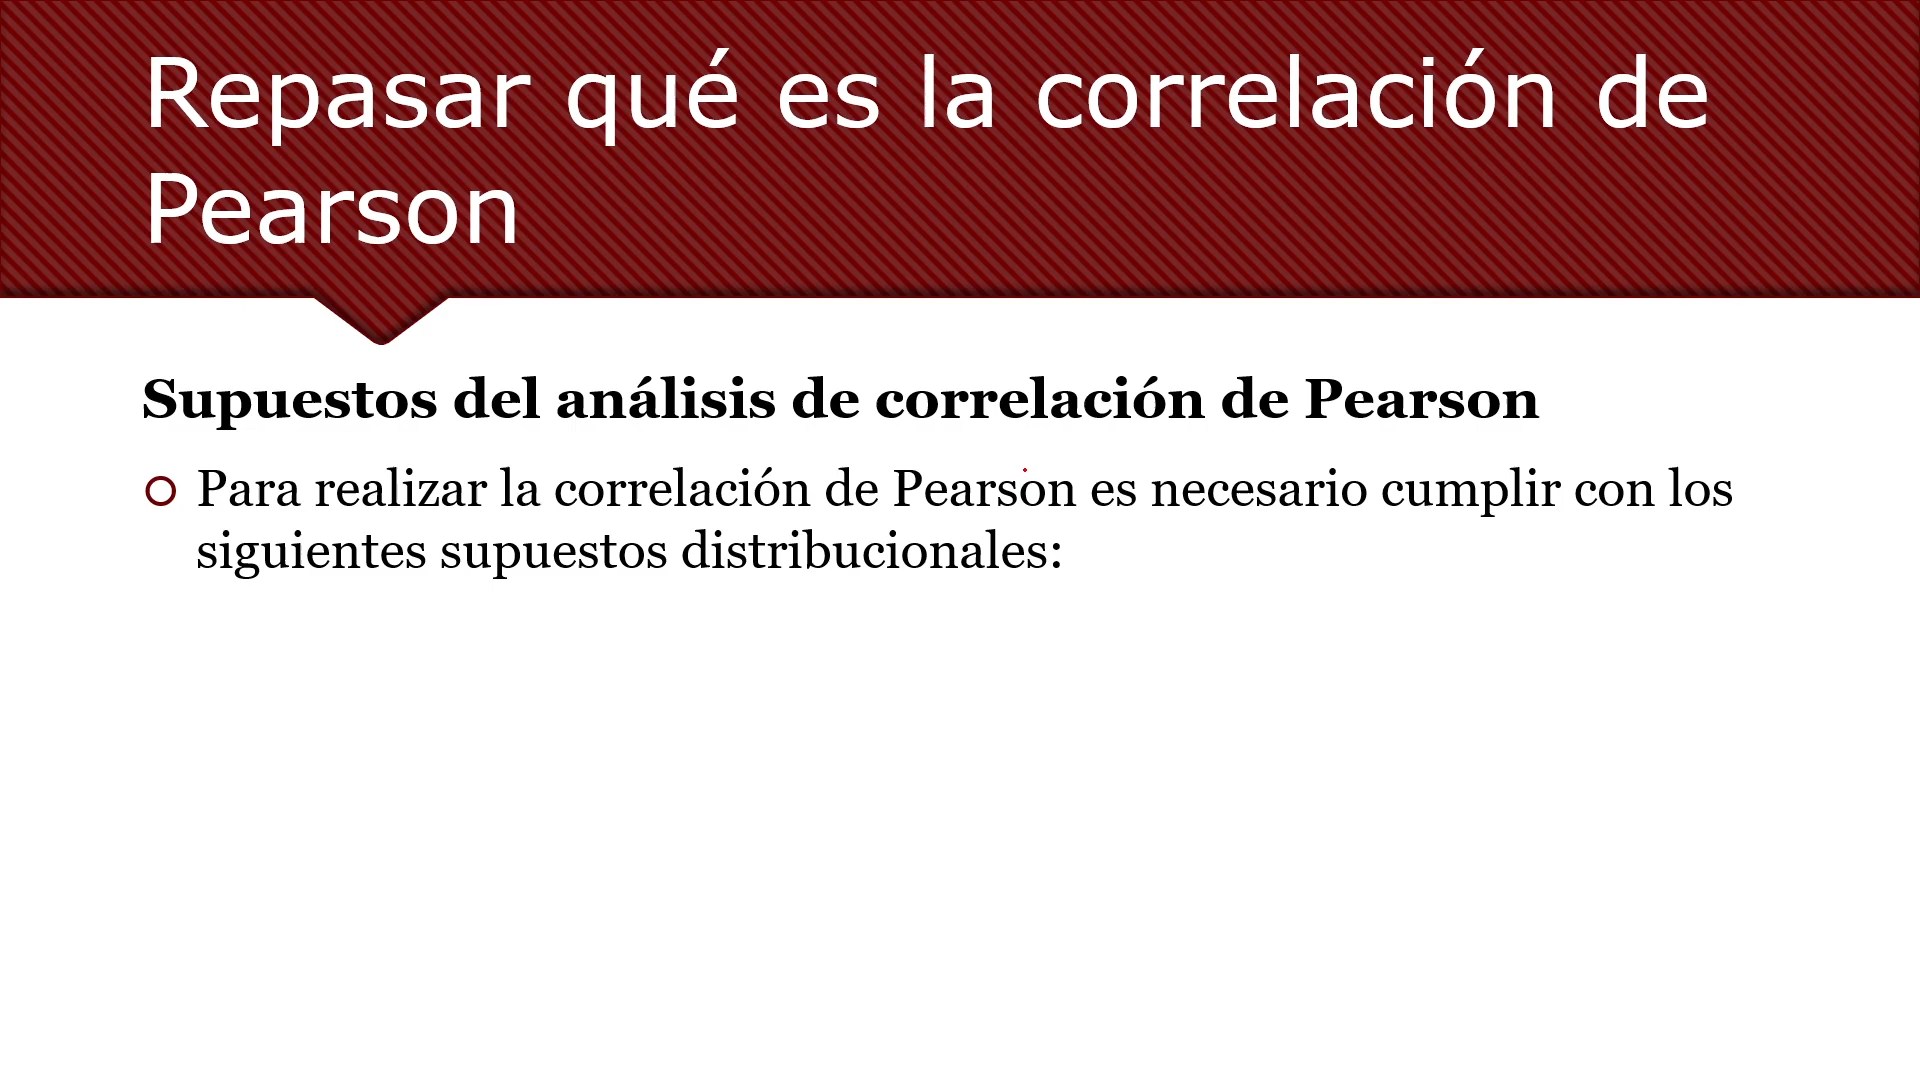 Repasar qué es la correlación de
Pearson
Supuestos del análisis de correlación de Pearson
Para realizar la correlación de Pearson es necesario cumplir con los
siguientes supuestos distribucionales: